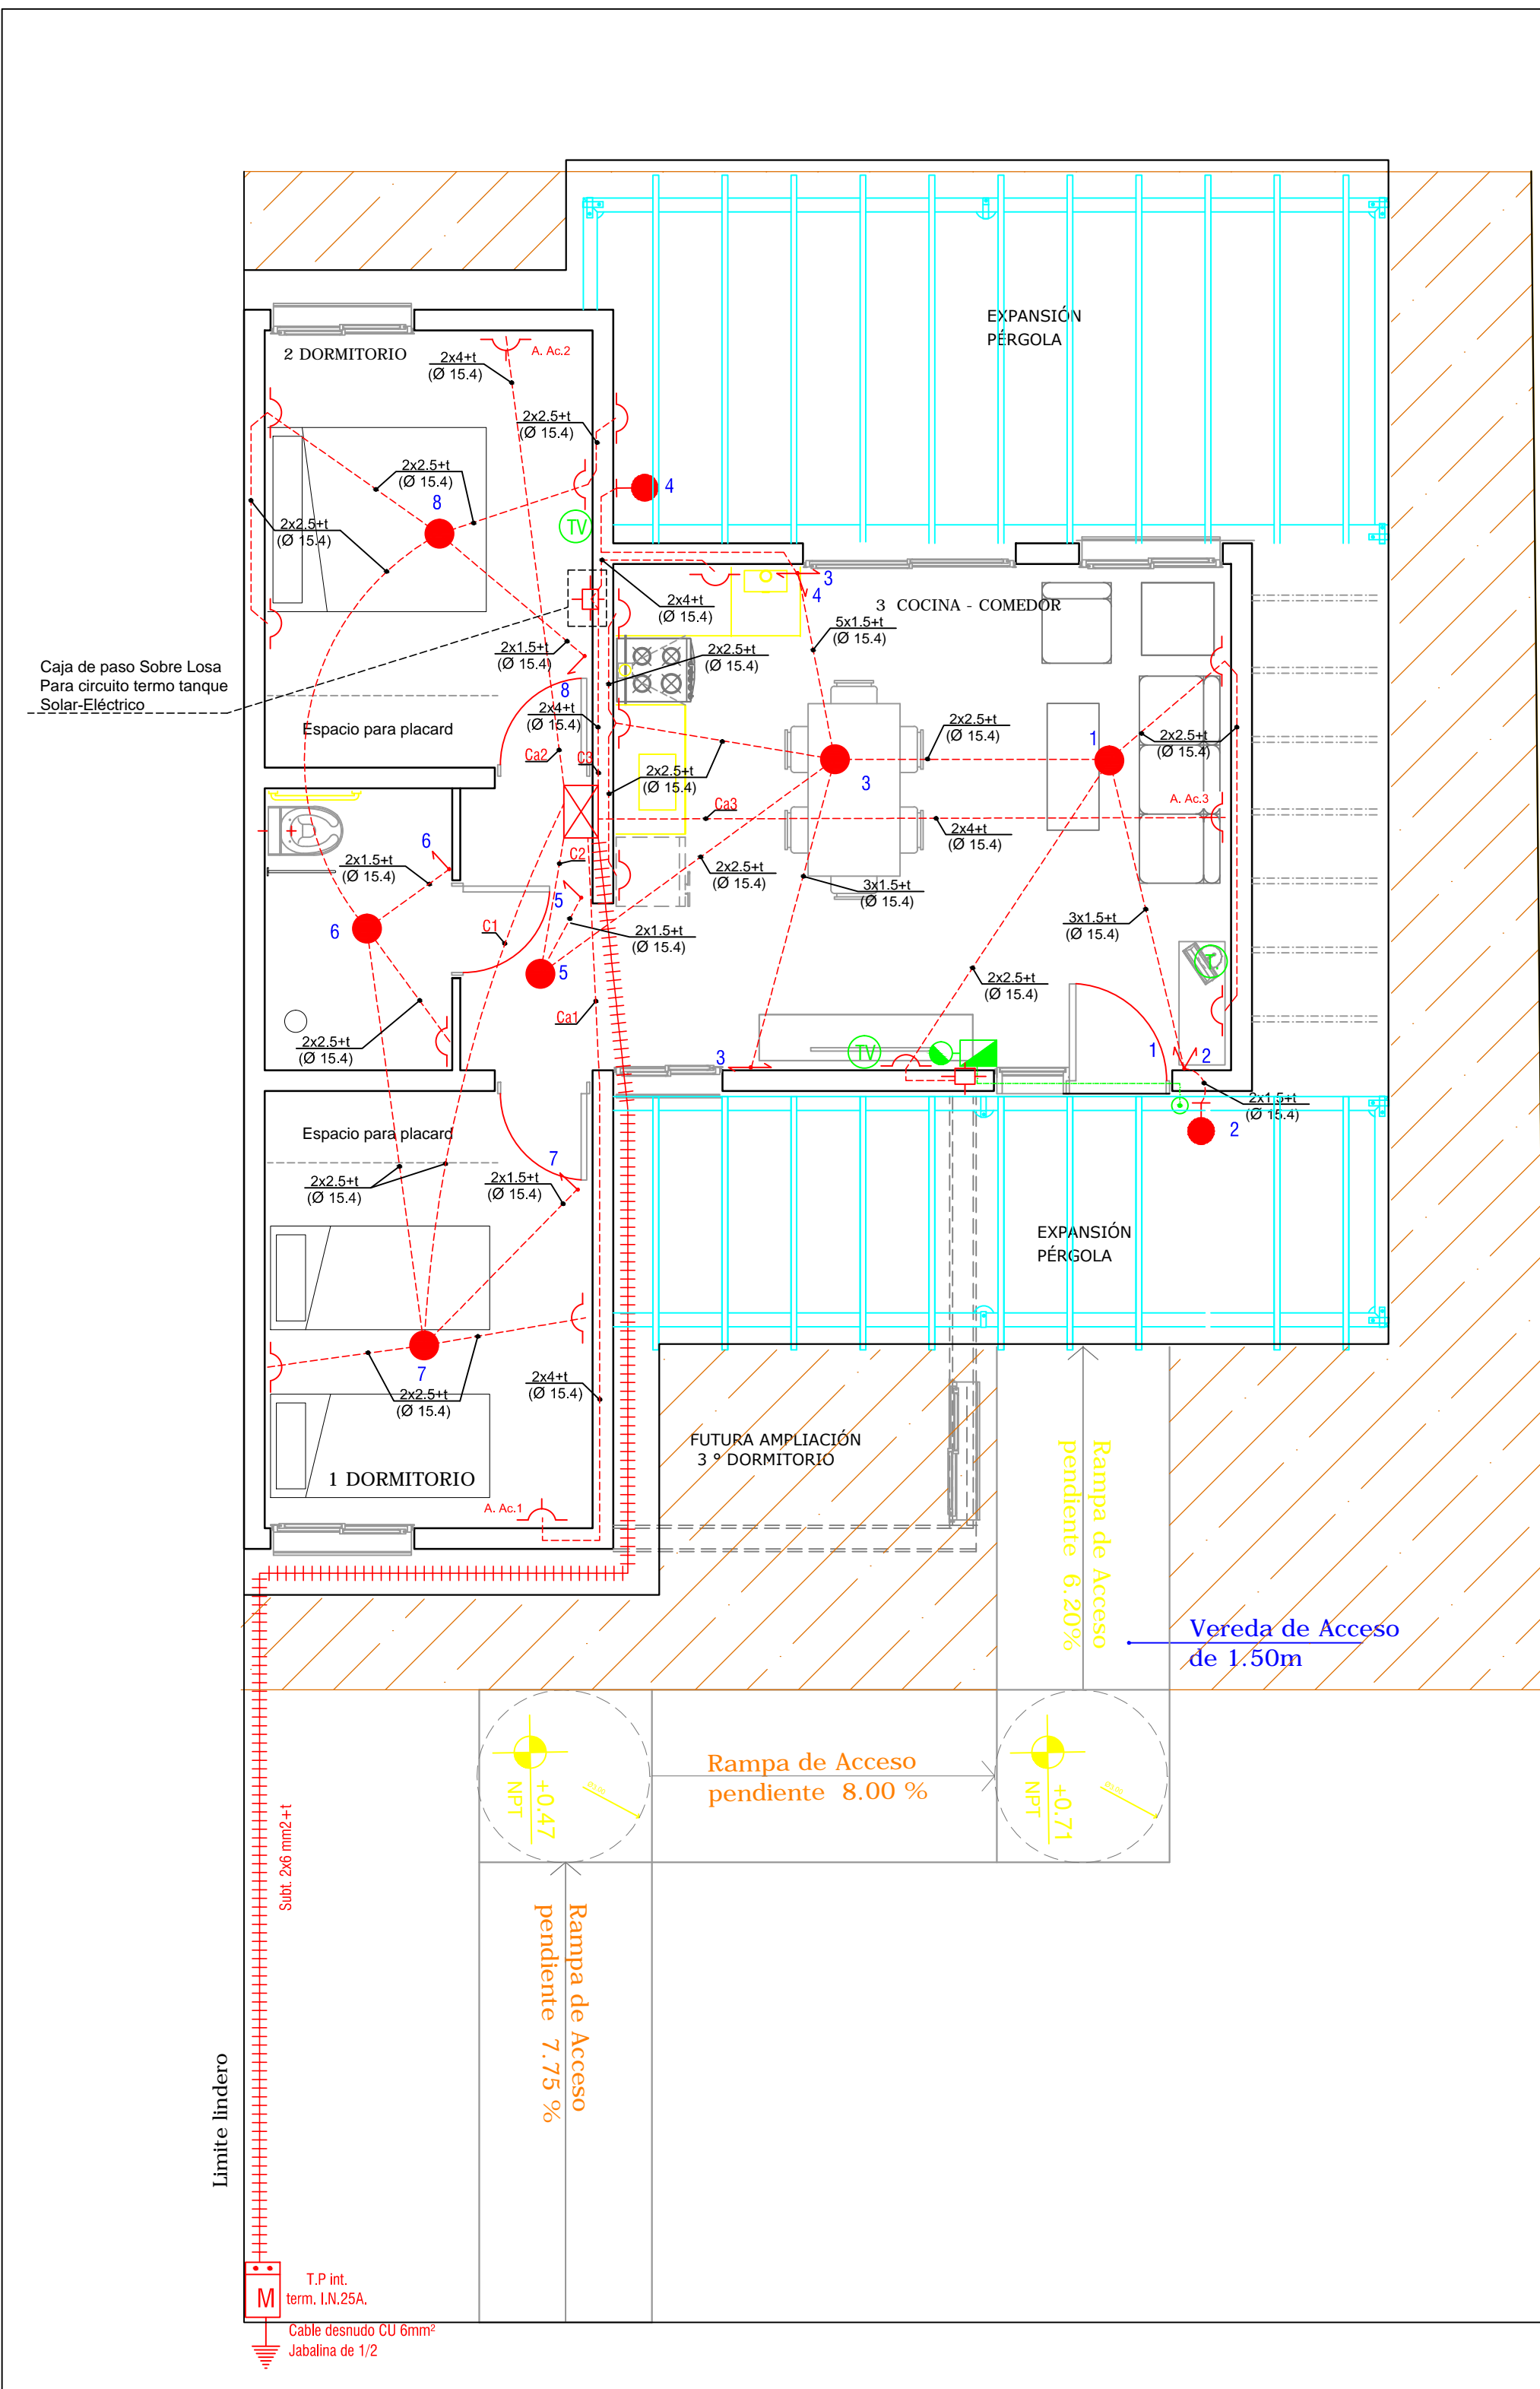 EXPANSIÓN
PÉRGOLA
2 DORMITORIO
2x4+t
(Ø 15.4)
A. Ac.2
2x2.5+t
(Ø 15.4)
2x2.5+t
(Ø 15.4)
8
4
2x2.5+t
(Ø 15.4)
TV
3
4
2x4+t
(Ø 15.4)
3 COCINA - COMEDOR
5x1.5+t
(Ø 15.4)
2x1.5+t
(Ø 15.4)
2x2.5+t
(Ø 15.4)
Caja de paso Sobre Losa
Para circuito termo tanque
Solar-Eléctrico
8
2x4+t
(Ø 15.4)
Espacio para placard
2x2.5+t
(Ø 15.4)
1
2x2.5+t
(Ø 15.4)
Ca2
C3
2x2.5+t
(Ø 15.4)
3
A. Ac.3
Ca3
2x4+t
(Ø 15.4)
6
2x1.5+t
(Ø 15.4)
C2
2x2.5+t
(Ø 15.4)
3x1.5+t
(Ø 15.4)
5
C1
6
2x1.5+t
(Ø 15.4)
3x1.5+t
(Ø 15.4)
5
T
2x2.5+t
(Ø 15.4)
Ca1
2x2.5+t
(Ø 15.4)
3
TV
1
2
2x1.5+t
(Ø 15.4)
2
Espacio para placard
7
2x2.5+t
(Ø 15.4)
2x1.5+t
(Ø 15.4)
EXPANSIÓN
PÉRGOLA
7
2x2.5+t
(Ø 15.4)
2x4+t
(Ø 15.4)
FUTURA AMPLIACIÓN
3 º DORMITORIO
1 DORMITORIO
A. Ac.1
Rampa de Acceso
pendiente 6.20%
Vereda de Acceso
de 1.50m
+0.47
NPT
Rampa de Acceso
pendiente 8.00 %
+0.71
NPT
Subt. 2x6 mm2+t
Rampa de Acceso
pendiente 7.75 %
Limite lindero
M
T.P int.
term. I.N.25A.
Cable desnudo CU 6mm²
Jabalina de 1/2